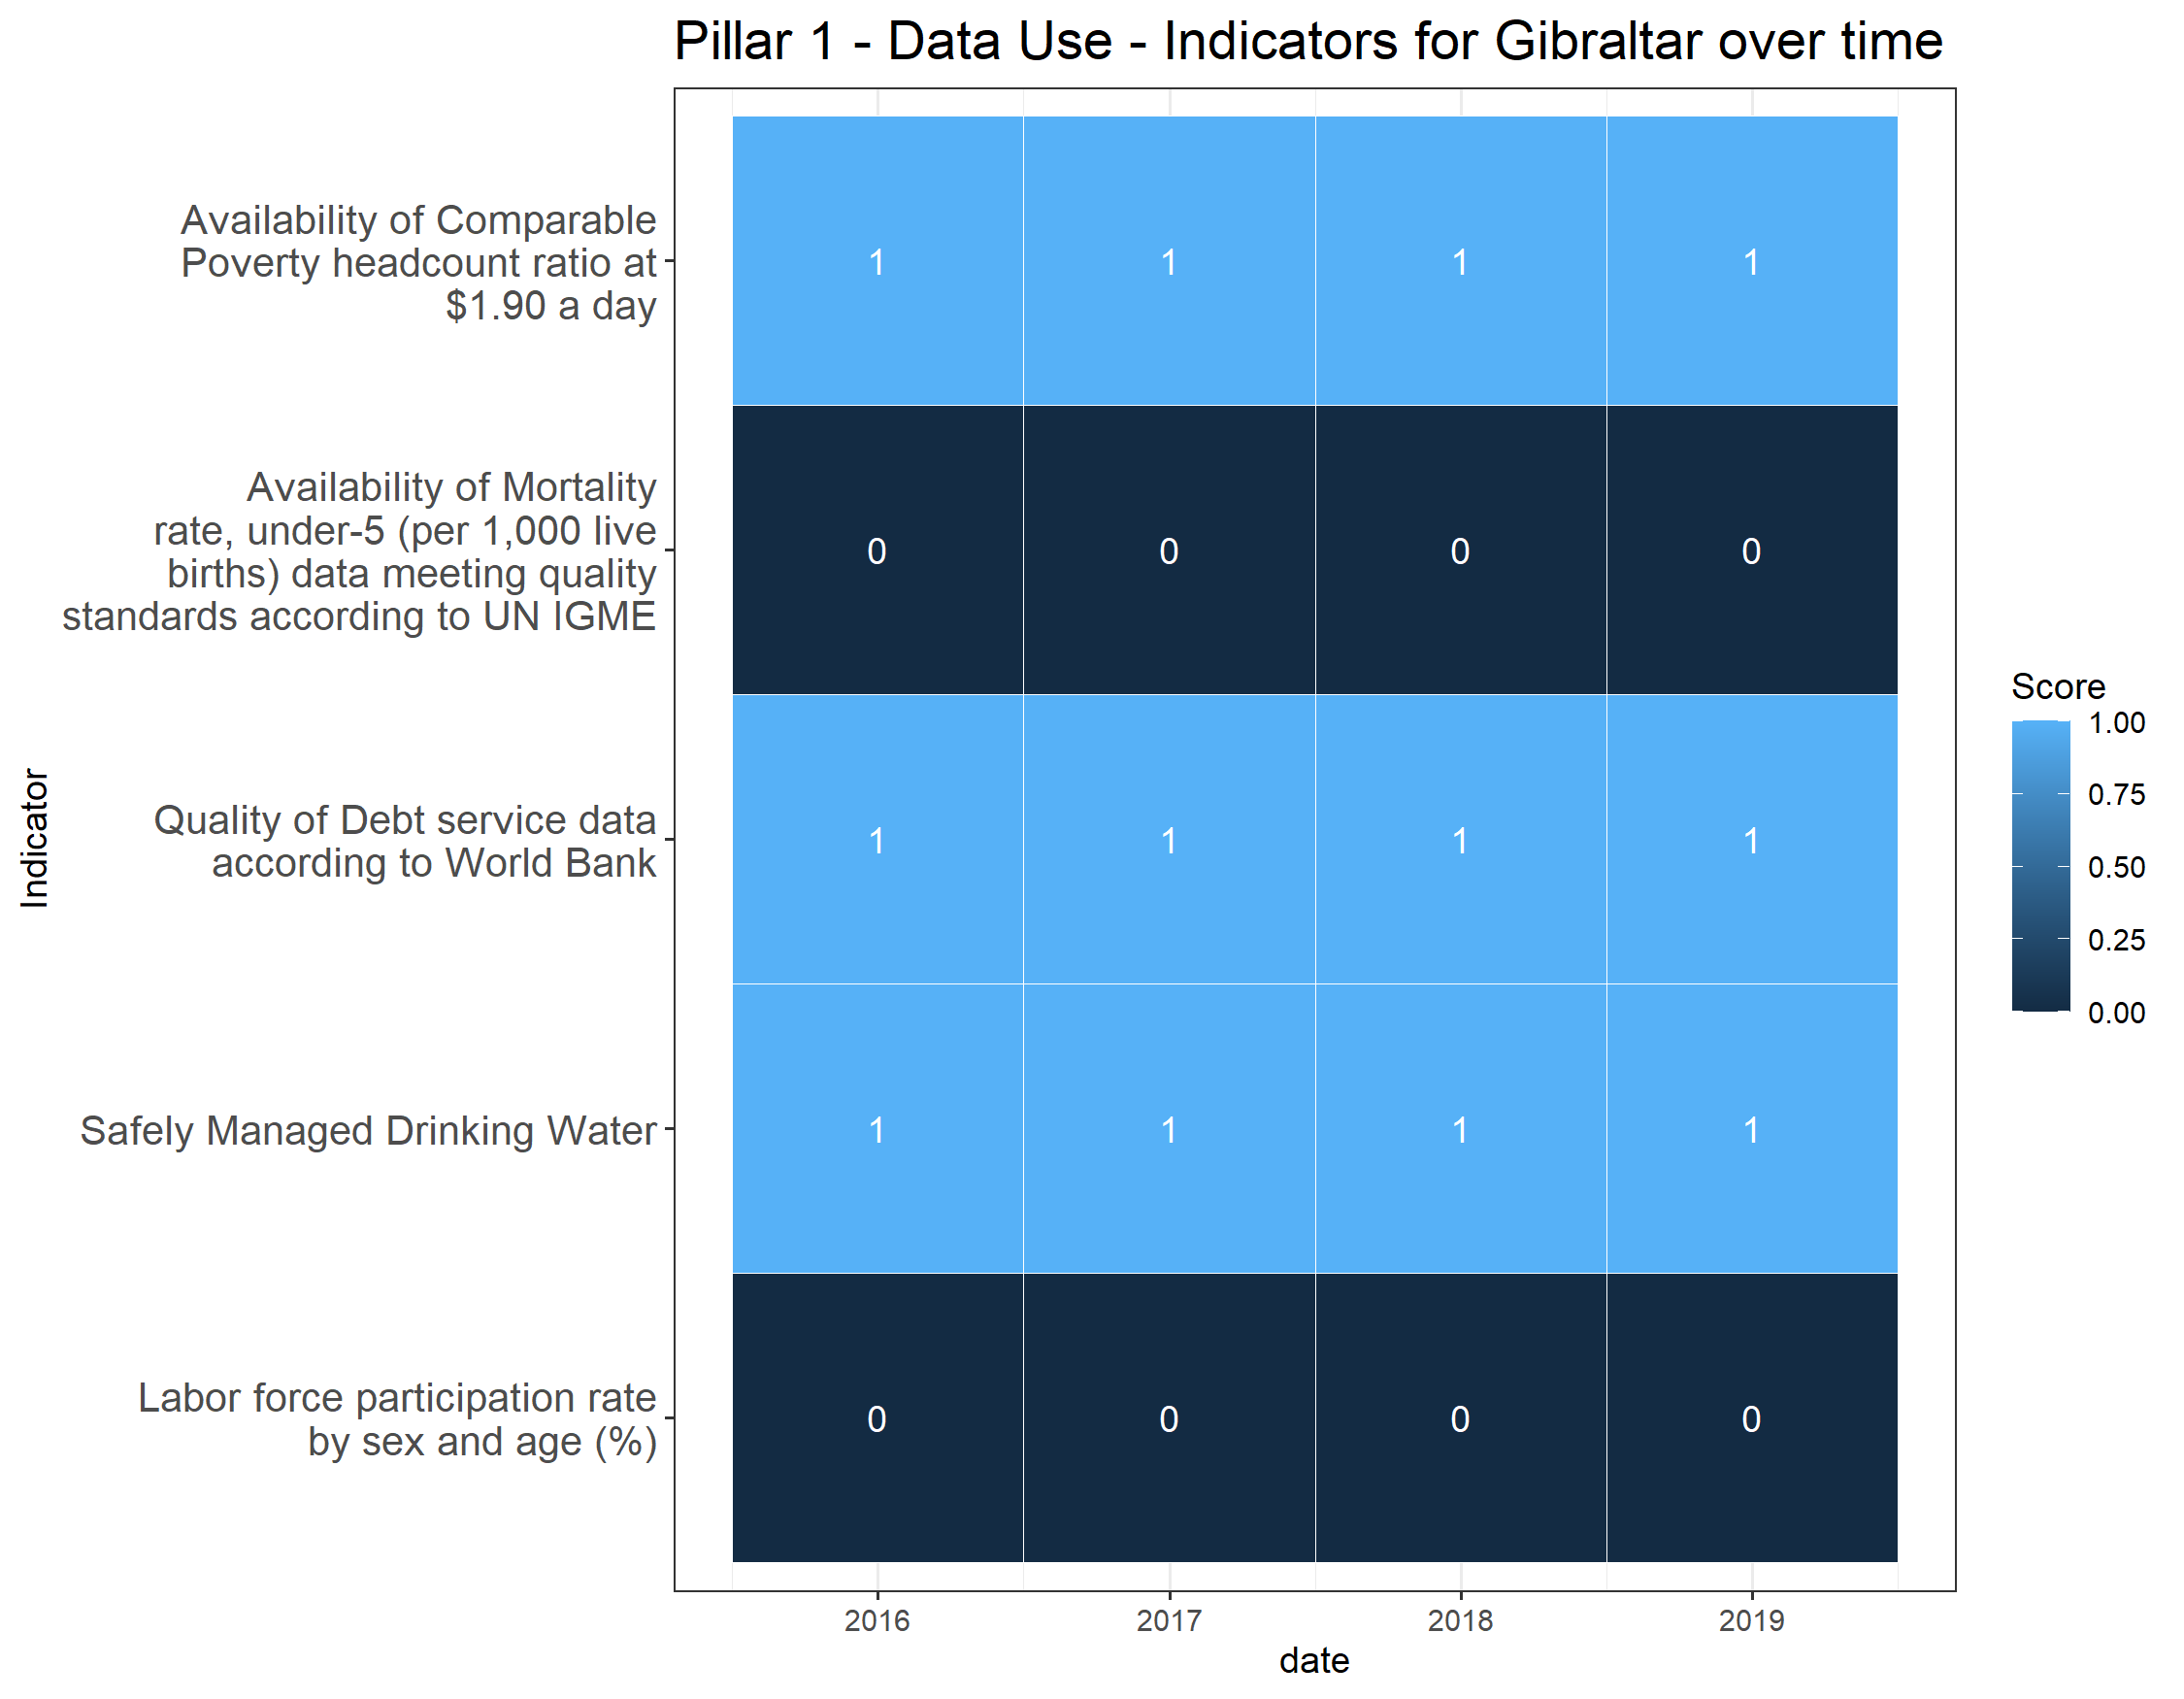 Pillar 1 - Data Use - Indicators for Gibraltar over time
Indicator
Availability of Comparable
Poverty headcount ratio at
$1.90 a day
1 1 1 1
Availability of Mortality
rate, under-5 (per 1,000 live
births) data meeting quality
standards according to UN IGME
0 0 0 0
Quality of Debt service data
according to World Bank
1 1 1 1
Safely Managed Drinking Water
1 1 1 1
Labor force participation rate
by sex and age (%)
0 0 0 0
2016 2017 2018 2019
date
Score
1.00
0.75
0.50
0.25
0.00